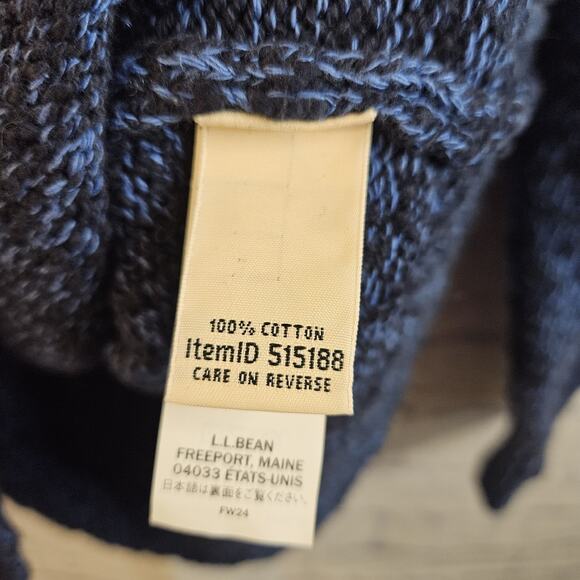 100% COTTON
ItemID 515188
CARE ON REVERSE
L.L.BEAN
FREEPORT, MAINE
04033 ÉTATS-UNIS
日本語は裏面をご覧ください。
FW24